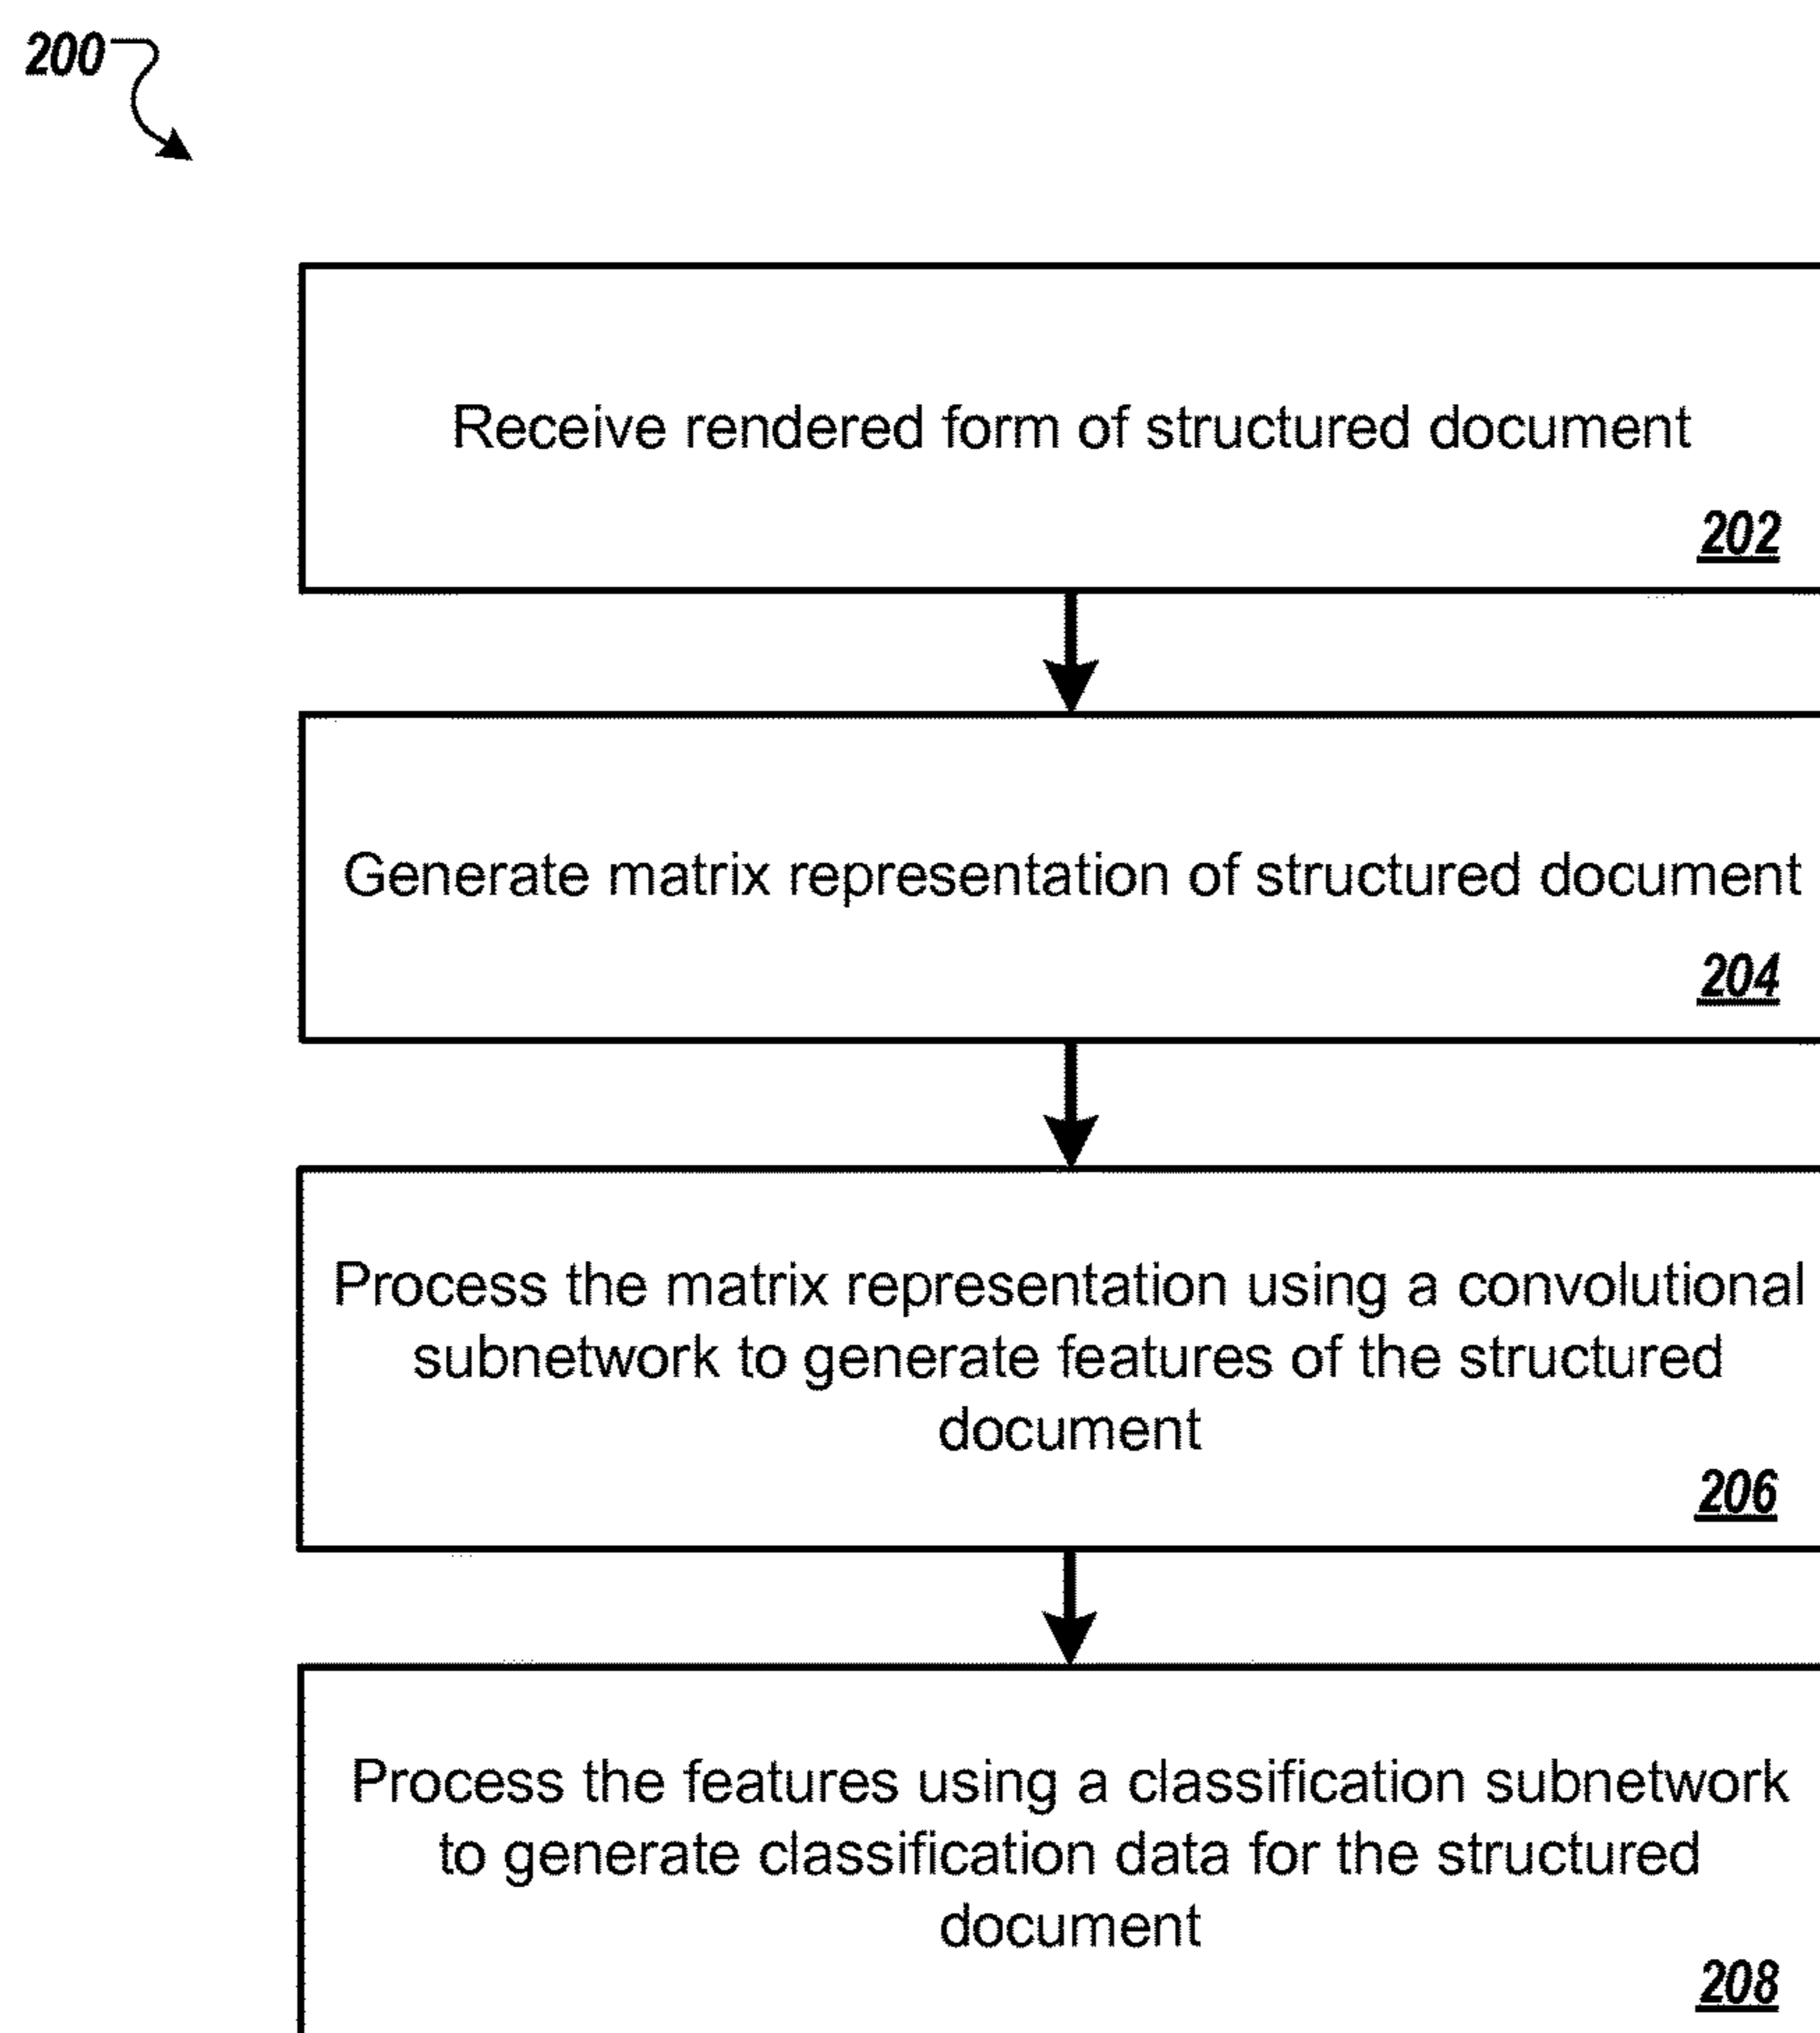 200
Receive rendered form of structured document
202
Generate matrix representation of structured document
204
Process the matrix representation using a convolutional
subnetwork to generate features of the structured
document
206
Process the features using a classification subnetwork
to generate classification data for the structured
document
208